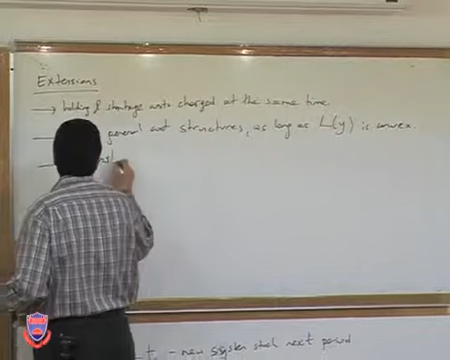 Extensions
→ holding & shortage costs charged at the same time.
general cost structures, as long as L(y) is convex.
- new system stock next period